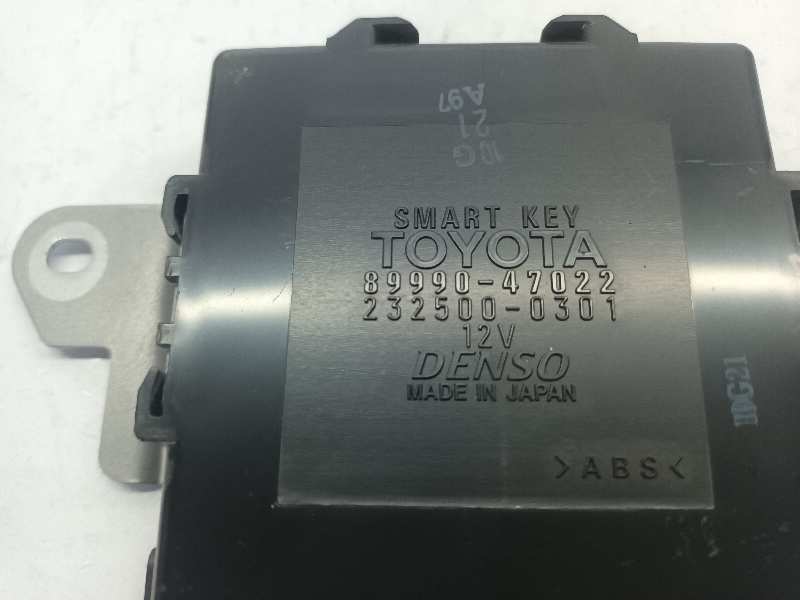 10G
21
A97
SMART KEY
TOYOTA
89990-47022
232500-0301
12V
DENSO
MADE IN JAPAN
>ABS<
10G21